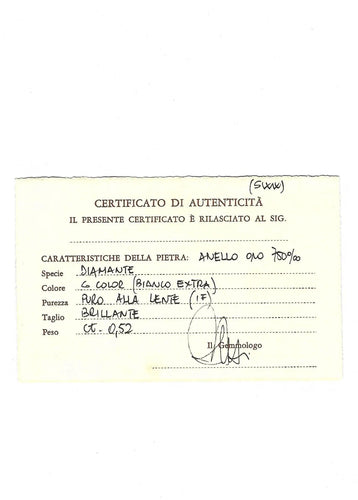 CERTIFICATO DI AUTENTICITÀ
IL PRESENTE CERTIFICATO È RILASCIATO AL SIG.
CARATTERISTICHE DELLA PIETRA: ANELLO ORO 750‰
Specie DIAMANTE
Colore G COLOR (BIANCO EXTRA)
Purezza PURO ALLA LENTE (IF)
Taglio BRILLANTE
Peso CT. 0,52
Il Gemmologo